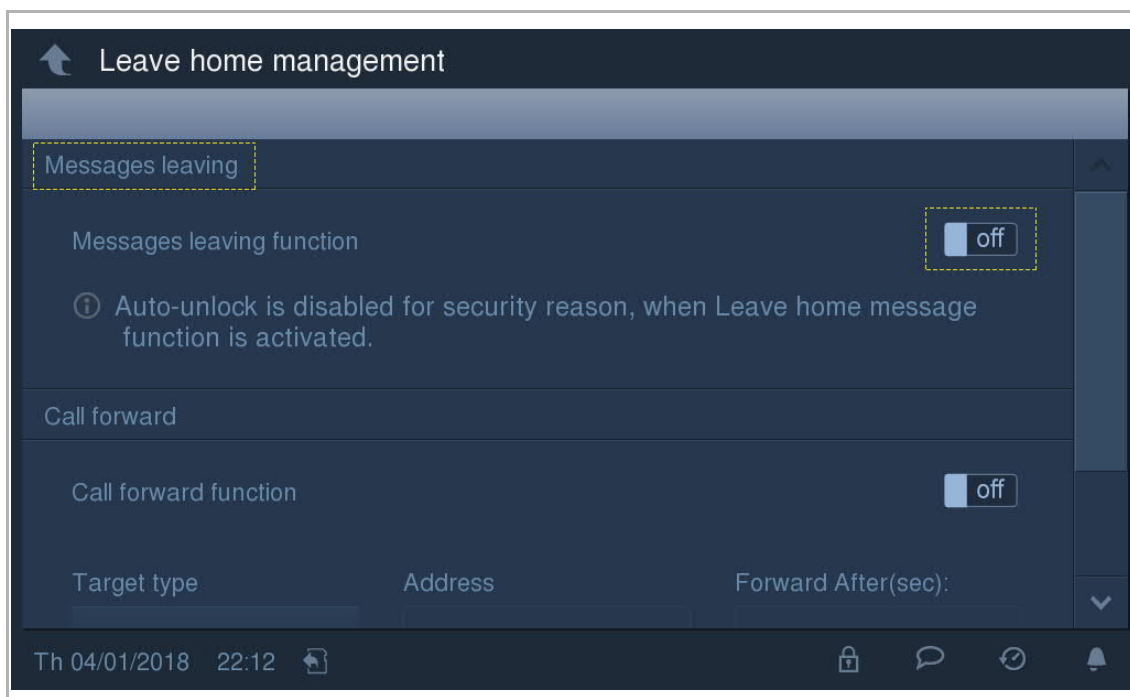 Leave home management
Messages leaving
Messages leaving function
off
Auto-unlock is disabled for security reason, when Leave home message
function is activated.
Call forward
Call forward function
off
Target type
Address
Forward After(sec):
Th 04/01/2018
22:12